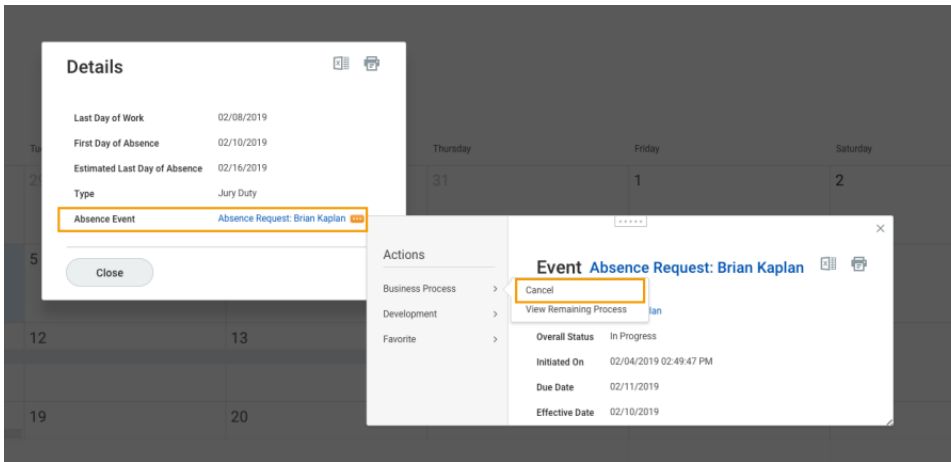 Details
Last Day of Work 02/08/2019
First Day of Absence 02/10/2019
Estimated Last Day of Absence 02/16/2019
Type Jury Duty
Absence Event Absence Request: Brian Kaplan
Close
Tu
Thursday
Friday
Saturday
29
31
1
2
5
12
13
19
20
Actions
Business Process
Development
Favorite
Event Absence Request: Brian Kaplan
Cancel
View Remaining Process
lan
Overall Status In Progress
Initiated On 02/04/2019 02:49:47 PM
Due Date 02/11/2019
Effective Date 02/10/2019